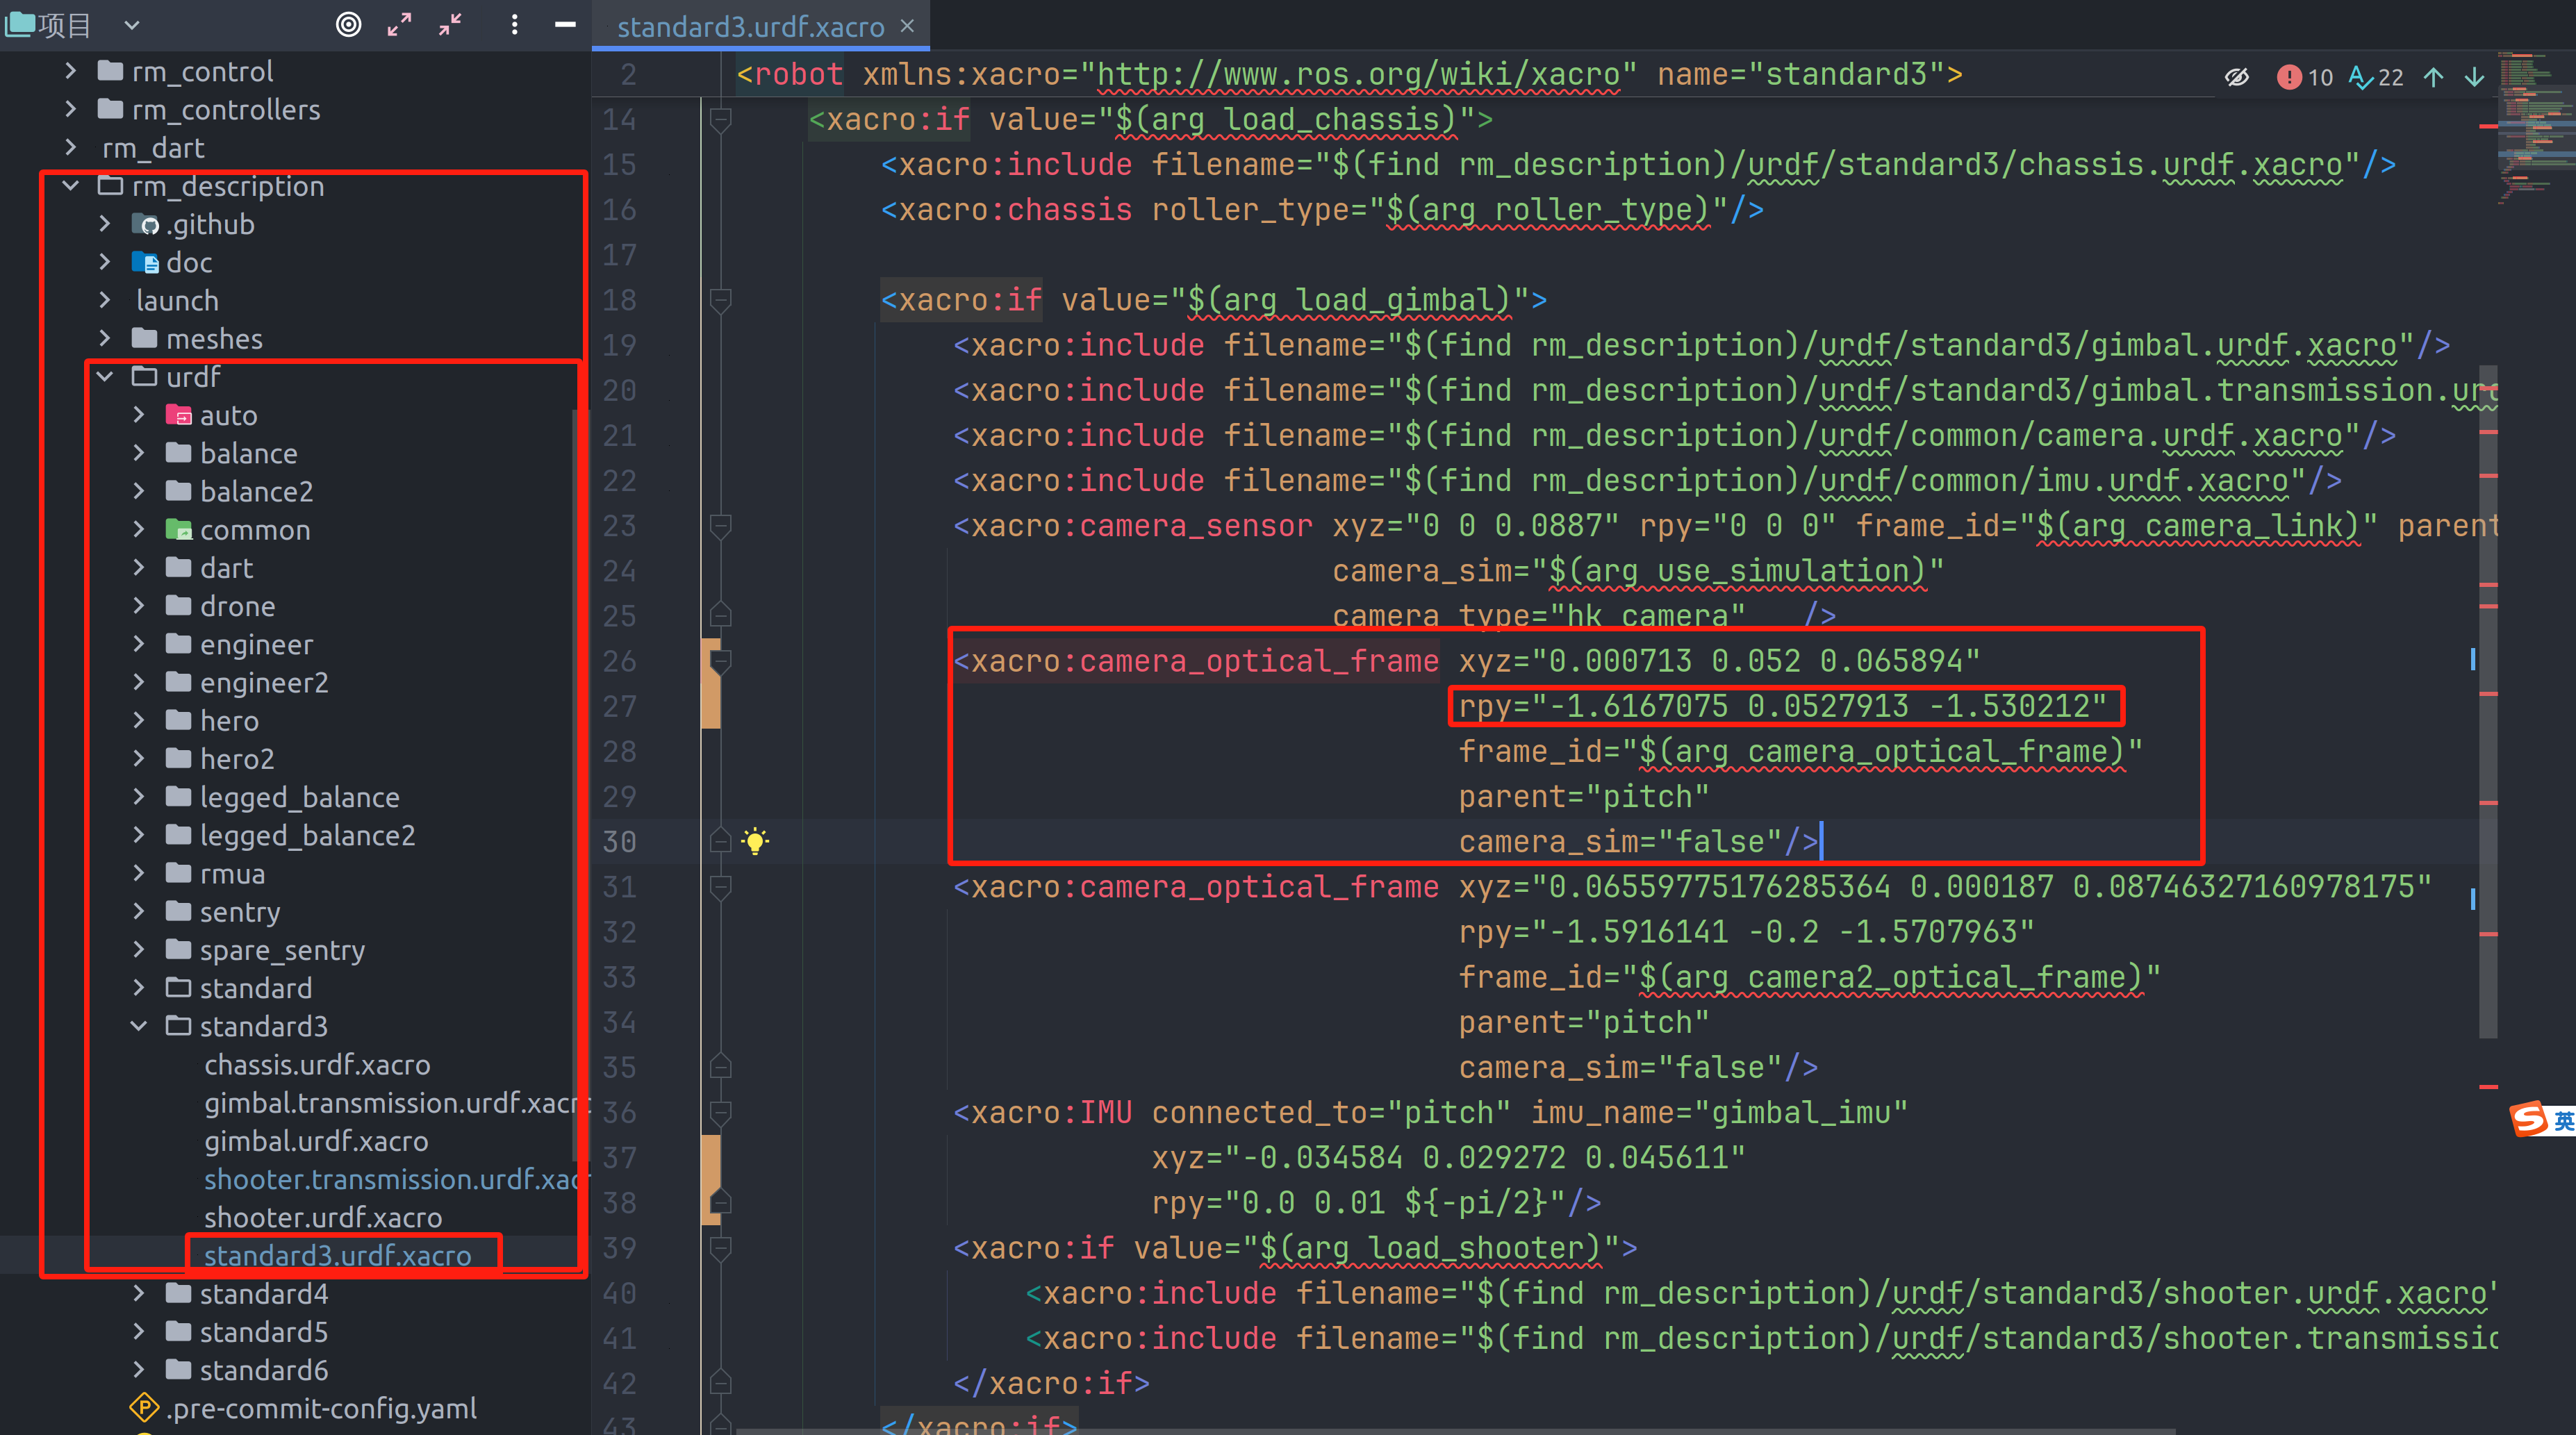 项目
rm_control
rm_controllers
rm_dart
rm_description
.github
doc
launch
meshes
urdf
auto
balance
balance2
common
dart
drone
engineer
engineer2
hero
hero2
legged_balance
legged_balance2
rmua
sentry
spare_sentry
standard
standard3
chassis.urdf.xacro
gimbal.transmission.urdf.xacro
gimbal.urdf.xacro
shooter.transmission.urdf.xac
shooter.urdf.xacro
standard3.urdf.xacro
standard4
standard5
standard6
.pre-commit-config.yaml
standard3.urdf.xacro
10 22
2 <robot xmlns:xacro="http://www.ros.org/wiki/xacro" name="standard3">
14 <xacro:if value="$(arg load_chassis)">
15 <xacro:include filename="$(find rm_description)/urdf/standard3/chassis.urdf.xacro"/>
16 <xacro:chassis roller_type="$(arg roller_type)"/>
17
18 <xacro:if value="$(arg load_gimbal)">
19 <xacro:include filename="$(find rm_description)/urdf/standard3/gimbal.urdf.xacro"/>
20 <xacro:include filename="$(find rm_description)/urdf/standard3/gimbal.transmission.urd
21 <xacro:include filename="$(find rm_description)/urdf/common/camera.urdf.xacro"/>
22 <xacro:include filename="$(find rm_description)/urdf/common/imu.urdf.xacro"/>
23 <xacro:camera_sensor xyz="0 0 0.0887" rpy="0 0 0" frame_id="$(arg camera_link)" parent
24 camera_sim="$(arg use_simulation)"
25 camera_type="hk_camera" />
26 <xacro:camera_optical_frame xyz="0.000713 0.052 0.065894"
27 rpy="-1.6167075 0.0527913 -1.530212"
28 frame_id="$(arg camera_optical_frame)"
29 parent="pitch"
30 camera_sim="false"/>
31 <xacro:camera_optical_frame xyz="0.06559775176285364 0.000187 0.08746327160978175"
32 rpy="-1.5916141 -0.2 -1.5707963"
33 frame_id="$(arg camera2_optical_frame)"
34 parent="pitch"
35 camera_sim="false"/>
36 <xacro:IMU connected_to="pitch" imu_name="gimbal_imu"
37 xyz="-0.034584 0.029272 0.045611"
38 rpy="0.0 0.01 ${-pi/2}"/>
39 <xacro:if value="$(arg load_shooter)">
40 <xacro:include filename="$(find rm_description)/urdf/standard3/shooter.urdf.xacro"
41 <xacro:include filename="$(find rm_description)/urdf/standard3/shooter.transmissio
42 </xacro:if>
43 </xacro:if>
英